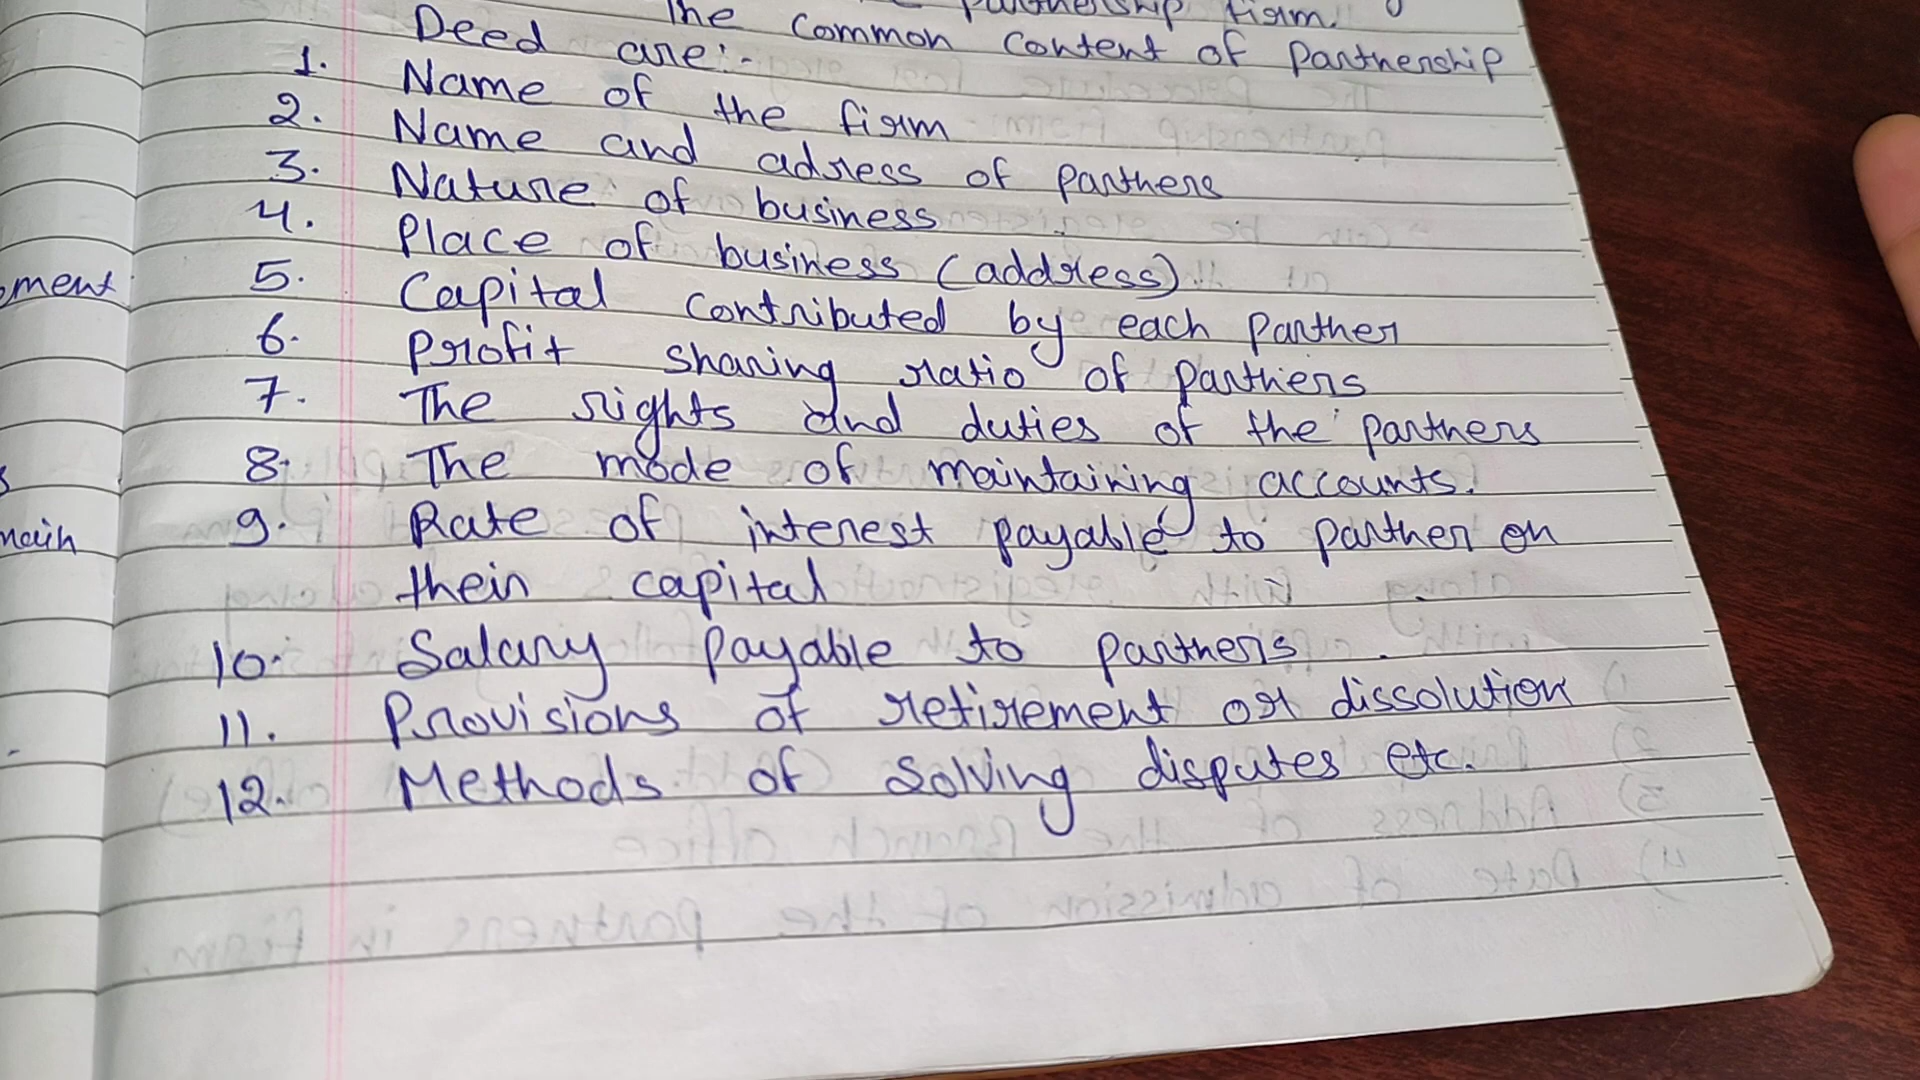 partnership firm.
The common content of partnership
Deed are:-
1. Name of the firm
2. Name and adress of partners
3. Nature of business
4. Place of business (address)
5. Capital contributed by each partner
6. Profit sharing ratio of partners
7. The rights and duties of the partners
8. The mode of maintaining accounts.
9. Rate of interest payable to partner on
their capital
10. Salary payable to partners.
11. Provisions of retirement or dissolution
12. Methods of solving disputes etc.